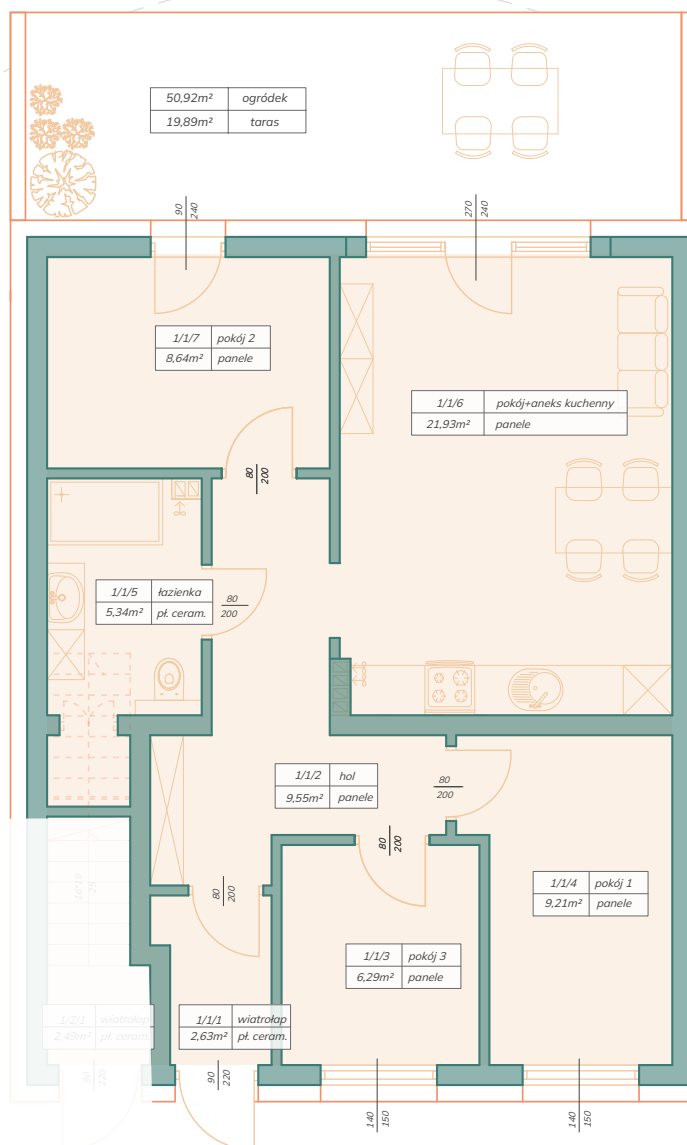 50,92m² ogródek
19,89m² taras
90
240
270
240
1/1/7 pokój 2
8,64m² panele
1/1/6 pokój+aneks kuchenny
21,93m² panele
80
200
1/1/5 łazienka
5,34m² pł. ceram.
80
200
1/1/2 hol
9,55m² panele
80
200
80
200
80
200
1/1/4 pokój 1
9,21m² panele
1/1/3 pokój 3
6,29m² panele
1/2/1 wiatrołap
2,49m² pł. ceram.
1/1/1 wiatrołap
2,63m² pł. ceram.
80
220
90
220
140
150
140
150